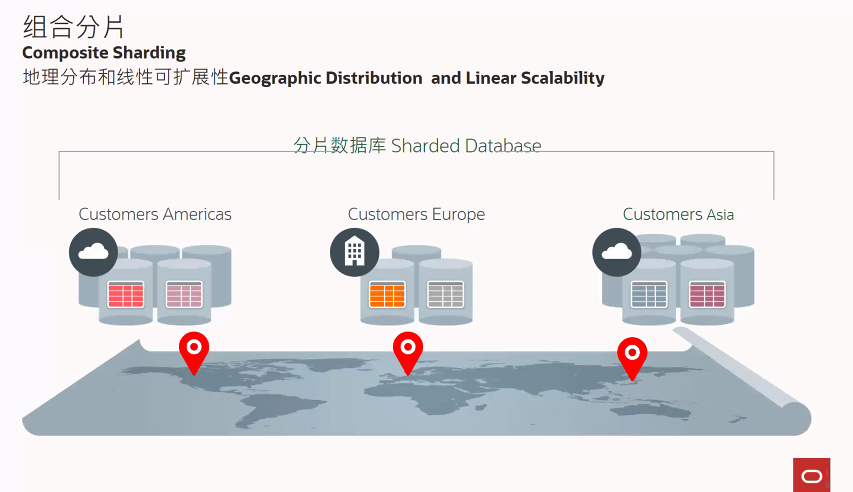 组合分片
Composite Sharding
地理分布和线性可扩展性Geographic Distribution and Linear Scalability
分片数据库 Sharded Database
Customers Americas
Customers Europe
Customers Asia